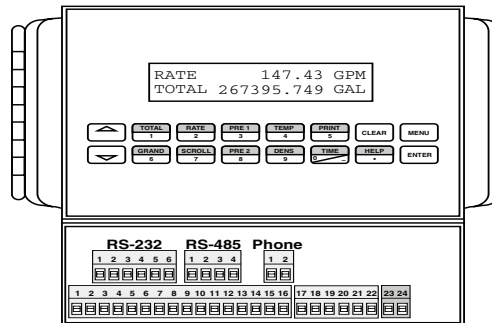 RATE 147.43 GPM
TOTAL 267395.749 GAL
TOTAL RATE PRE 1 TEMP PRINT CLEAR MENU
1 2 3 4 5
GRAND SCROLL PRE 2 DENS TIME HELP ENTER
6 7 8 9 0 – •
RS-232 RS-485 Phone
1 2 3 4 5 6 1 2 3 4 1 2
1 2 3 4 5 6 7 8 9 10 11 12 13 14 15 16 17 18 19 20 21 22 23 24